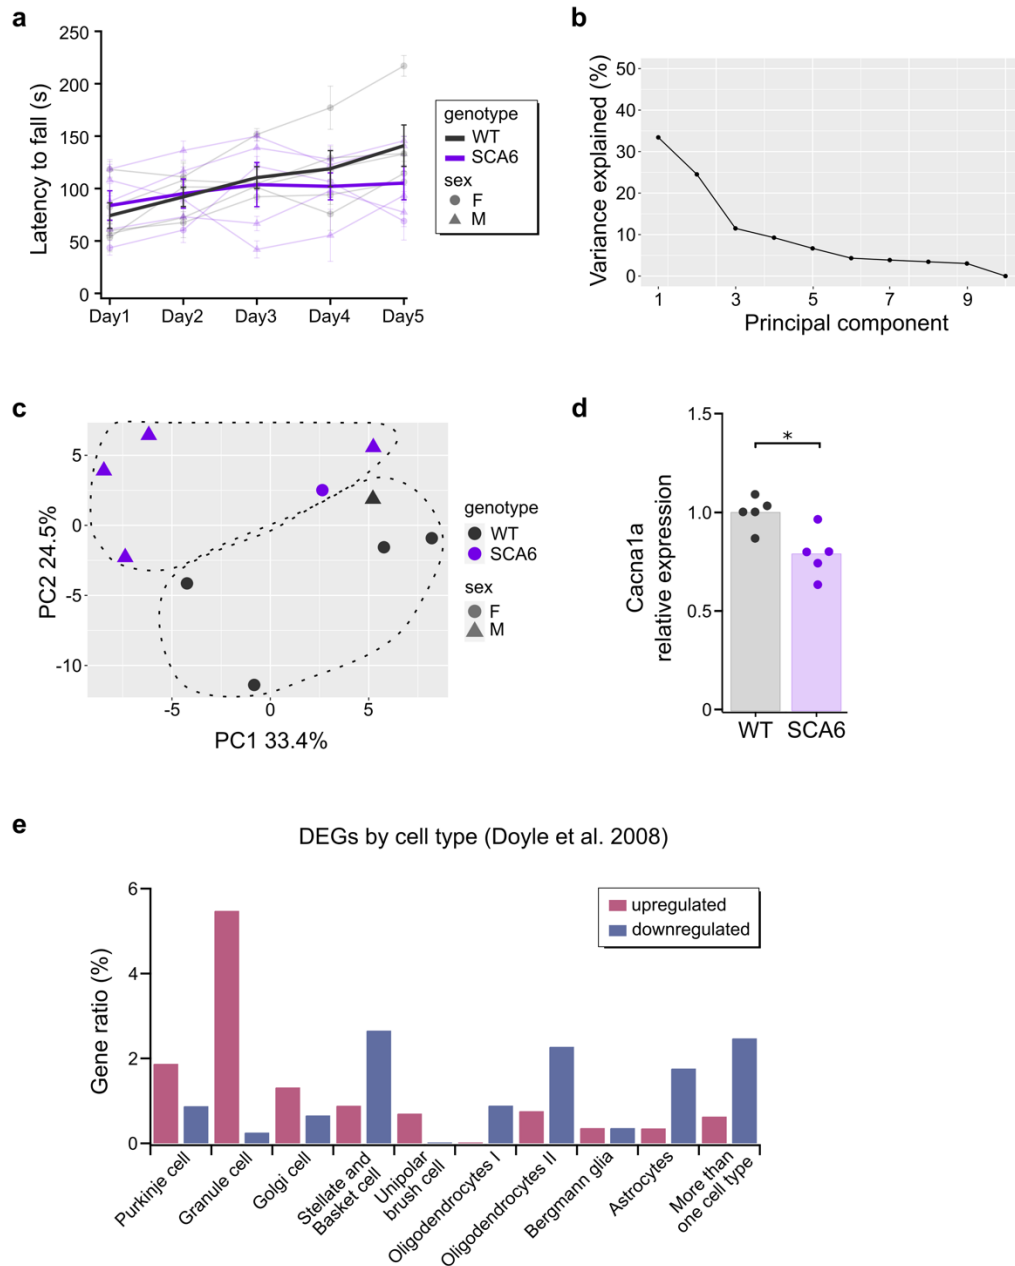 a
250
200
150
100
50
0
Latency to fall (s)
Day1 Day2 Day3 Day4 Day5
genotype
WT
SCA6
sex
F
M
b
50
40
30
20
10
0
Variance explained (%)
1 3 5 7 9
Principal component
c
5
0
-5
-10
PC2 24.5%
-5 0 5
PC1 33.4%
genotype
WT
SCA6
sex
F
M
d
1.5
1.0
0.5
0
Cacna1a
relative expression
*
WT SCA6
e
DEGs by cell type (Doyle et al. 2008)
6
4
2
0
Gene ratio (%)
upregulated
downregulated
Purkinje cell
Granule cell
Golgi cell
Stellate and
Basket cell
Unipolar
brush cell
Oligodendrocytes I
Oligodendrocytes II
Bergmann glia
Astrocytes
More than
one cell type